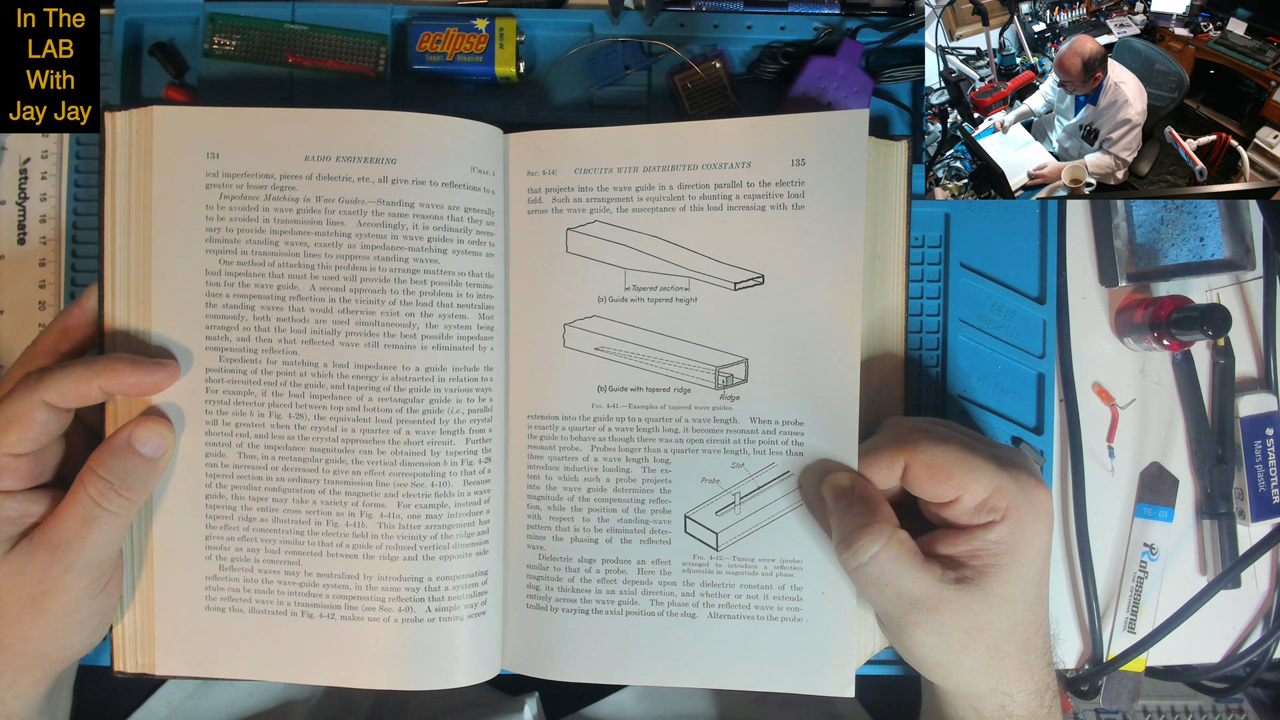 In The
LAB
With
Jay Jay
eclipse
studymate
12 13 14 15 16 17 18 19 20
134 RADIO ENGINEERING [CHAP. 4
ical imperfections, pieces of dielectric, etc., all give rise to reflections to a
greater or lesser degree.
Impedance Matching in Wave Guides.—Standing waves are generally
to be avoided in wave guides for exactly the same reasons that they are
to be avoided in transmission lines. Accordingly, it is ordinarily neces-
sary to provide impedance-matching systems in wave guides in order to
eliminate standing waves, exactly as impedance-matching systems are
required in transmission lines to suppress standing waves.
One method of attacking this problem is to arrange matters so that the
load impedance that must be used will provide the best possible termina-
tion for the wave guide. A second approach to the problem is to intro-
duce a compensating reflection in the vicinity of the load that neutralizes
the standing waves that would otherwise exist on the system. Most
commonly, both methods are used simultaneously, the system being
arranged so that the load initially provides the best possible impedance
match, and then what reflected wave still remains is eliminated by a
compensating reflection.
Expedients for matching a load impedance to a guide include the
positioning of the point at which the energy is abstracted in relation to a
short-circuited end of the guide, and tapering of the guide in various ways.
For example, if the load impedance of a rectangular guide is to be a
crystal detector placed between top and bottom of the guide (i.e., parallel
to the side b in Fig. 4-28), the equivalent load presented by the crystal
will be greatest when the crystal is a quarter of a wave length from a
shorted end, and less as the crystal approaches the short circuit. Further
control of the impedance magnitudes can be obtained by tapering the
guide. Thus, in a rectangular guide, the vertical dimension b in Fig. 4-28
can be increased or decreased to give an effect corresponding to that of a
tapered section in an ordinary transmission line (see Sec. 4-10). Because
of the peculiar configuration of the magnetic and electric fields in a wave
guide, this taper may take a variety of forms. For example, instead of
tapering the entire cross section as in Fig. 4-41a, one may introduce a
tapered ridge as illustrated in Fig. 4-11b. This latter arrangement has
the effect of concentrating the electric field in the vicinity of the ridge and
gives an effect very similar to that of a guide of reduced vertical dimension
insofar as any load connected between the ridge and the opposite side
of the guide is concerned.
Reflected waves may be neutralized by introducing a compensating
reflection into the wave-guide system, in the same way that a system of
stubs can be made to introduce a compensating reflection that neutralizes
the reflected wave in a transmission line (see Sec. 4-9). A simple way of
doing this, illustrated in Fig. 4-42, makes use of a probe or tuning screw
SEC. 4-14] CIRCUITS WITH DISTRIBUTED CONSTANTS 135
that projects into the wave guide in a direction parallel to the electric
field. Such an arrangement is equivalent to shunting a capacitive load
across the wave guide, the susceptance of this load increasing with the
Tapered section
(a) Guide with tapered height
(b) Guide with tapered ridge
Ridge
FIG. 4-41.—Examples of tapered wave guides.
extension into the guide up to a quarter of a wave length. When a probe
is exactly a quarter of a wave length long, it becomes resonant and causes
the guide to behave as though there was an open circuit at the point of the
resonant probe. Probes longer than a quarter wave length, but less than
three quarters of a wave length long,
introduce inductive loading. The ex-
tent to which such a probe projects
into the wave guide determines the
magnitude of the compensating reflec-
tion, while the position of the probe
with respect to the standing-wave
pattern that is to be eliminated deter-
mines the phasing of the reflected
wave.
Slot
Probe
FIG. 4-42.—Tuning screw (probe)
arranged to introduce a reflection
adjustable in magnitude and phase.
Dielectric slugs produce an effect
similar to that of a probe. Here the
magnitude of the effect depends upon the dielectric constant of the
ring, its thickness in an axial direction, and whether or not it extends
entirely across the wave guide. The phase of the reflected wave is con-
trolled by varying the axial position of the slug. Alternatives to the probe
STAEDTLER
Mars plastic
TE-03
ProFessional